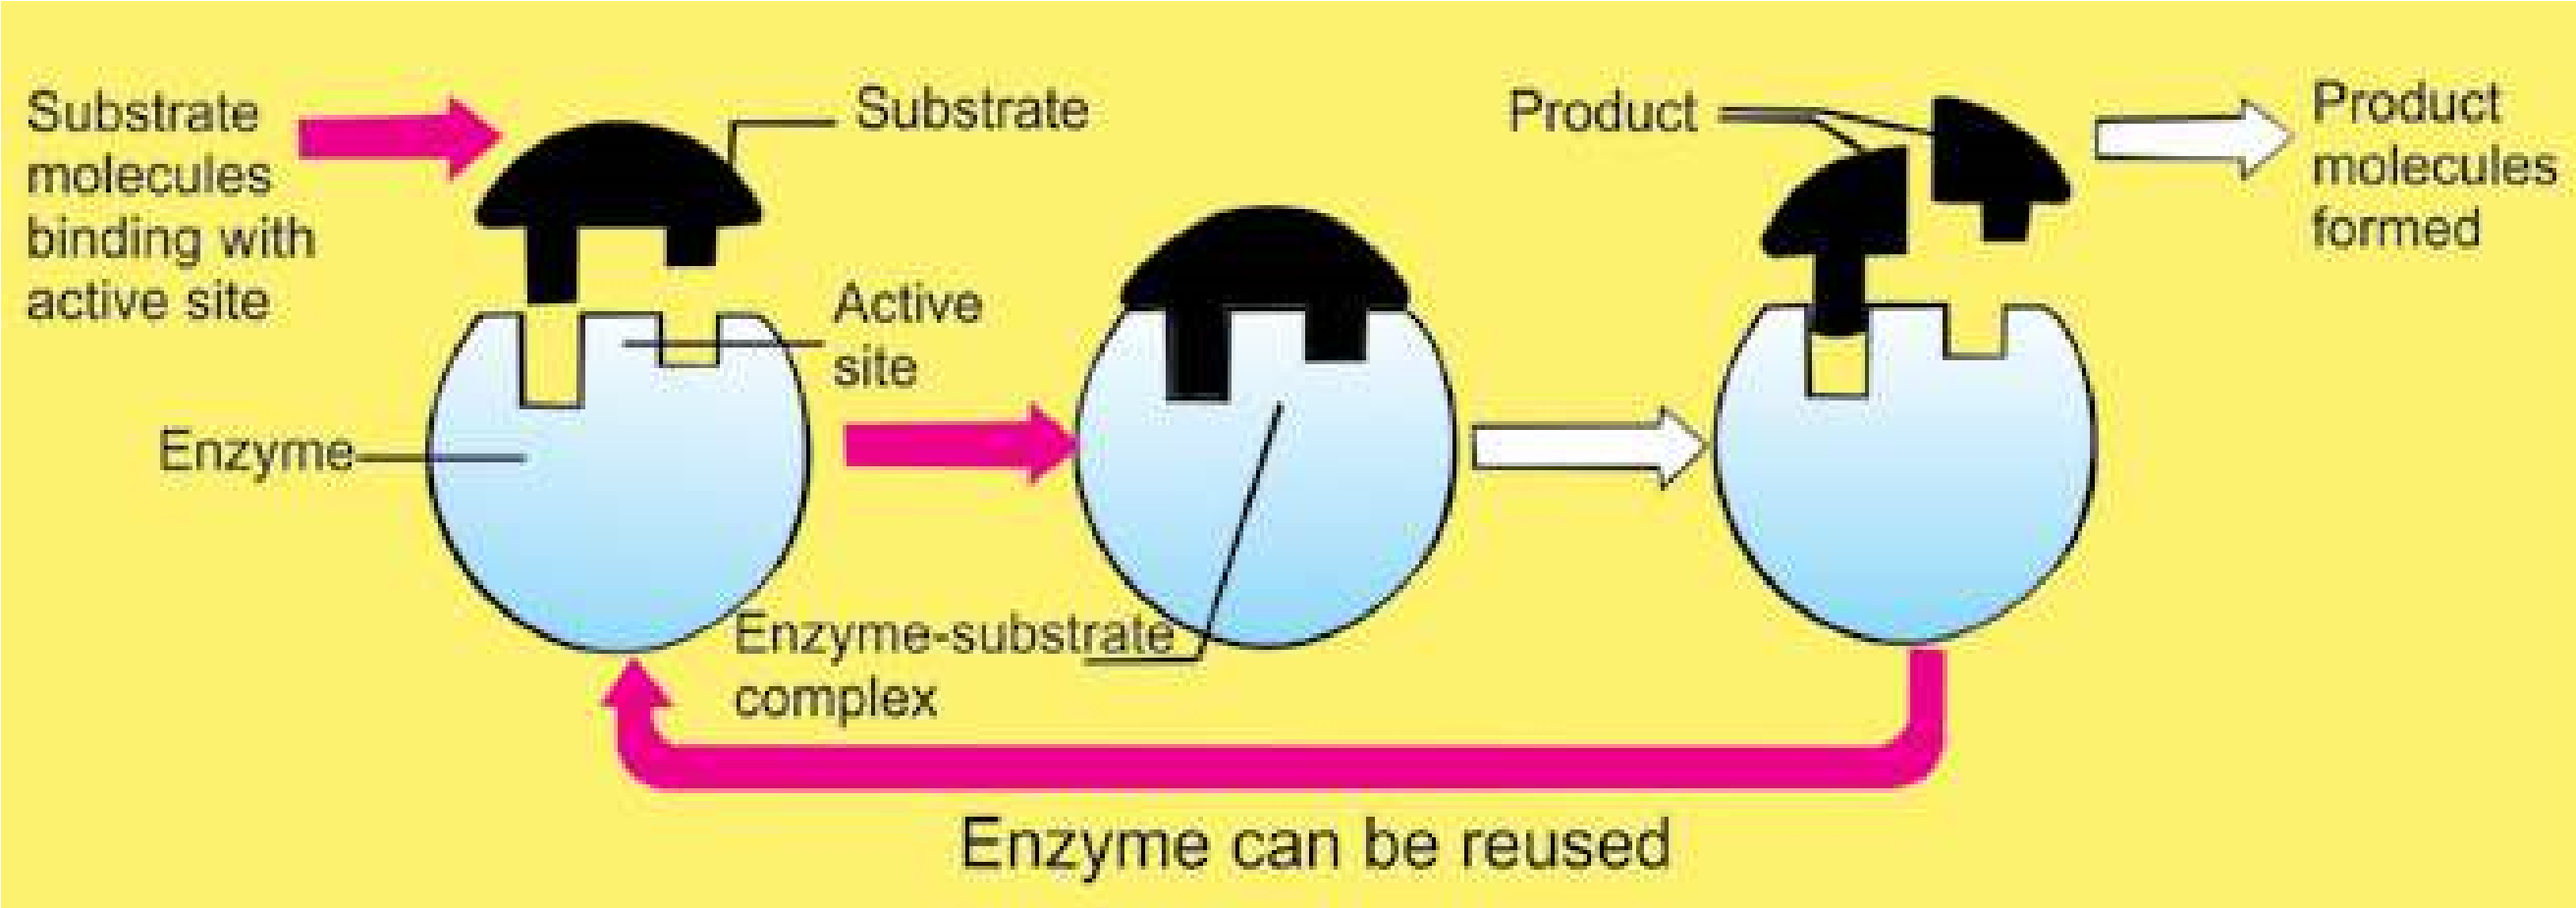 Substrate
molecules
binding with
active site
Substrate
Active
site
Enzyme
Enzyme-substrate
complex
Product
Product
molecules
formed
Enzyme can be reused